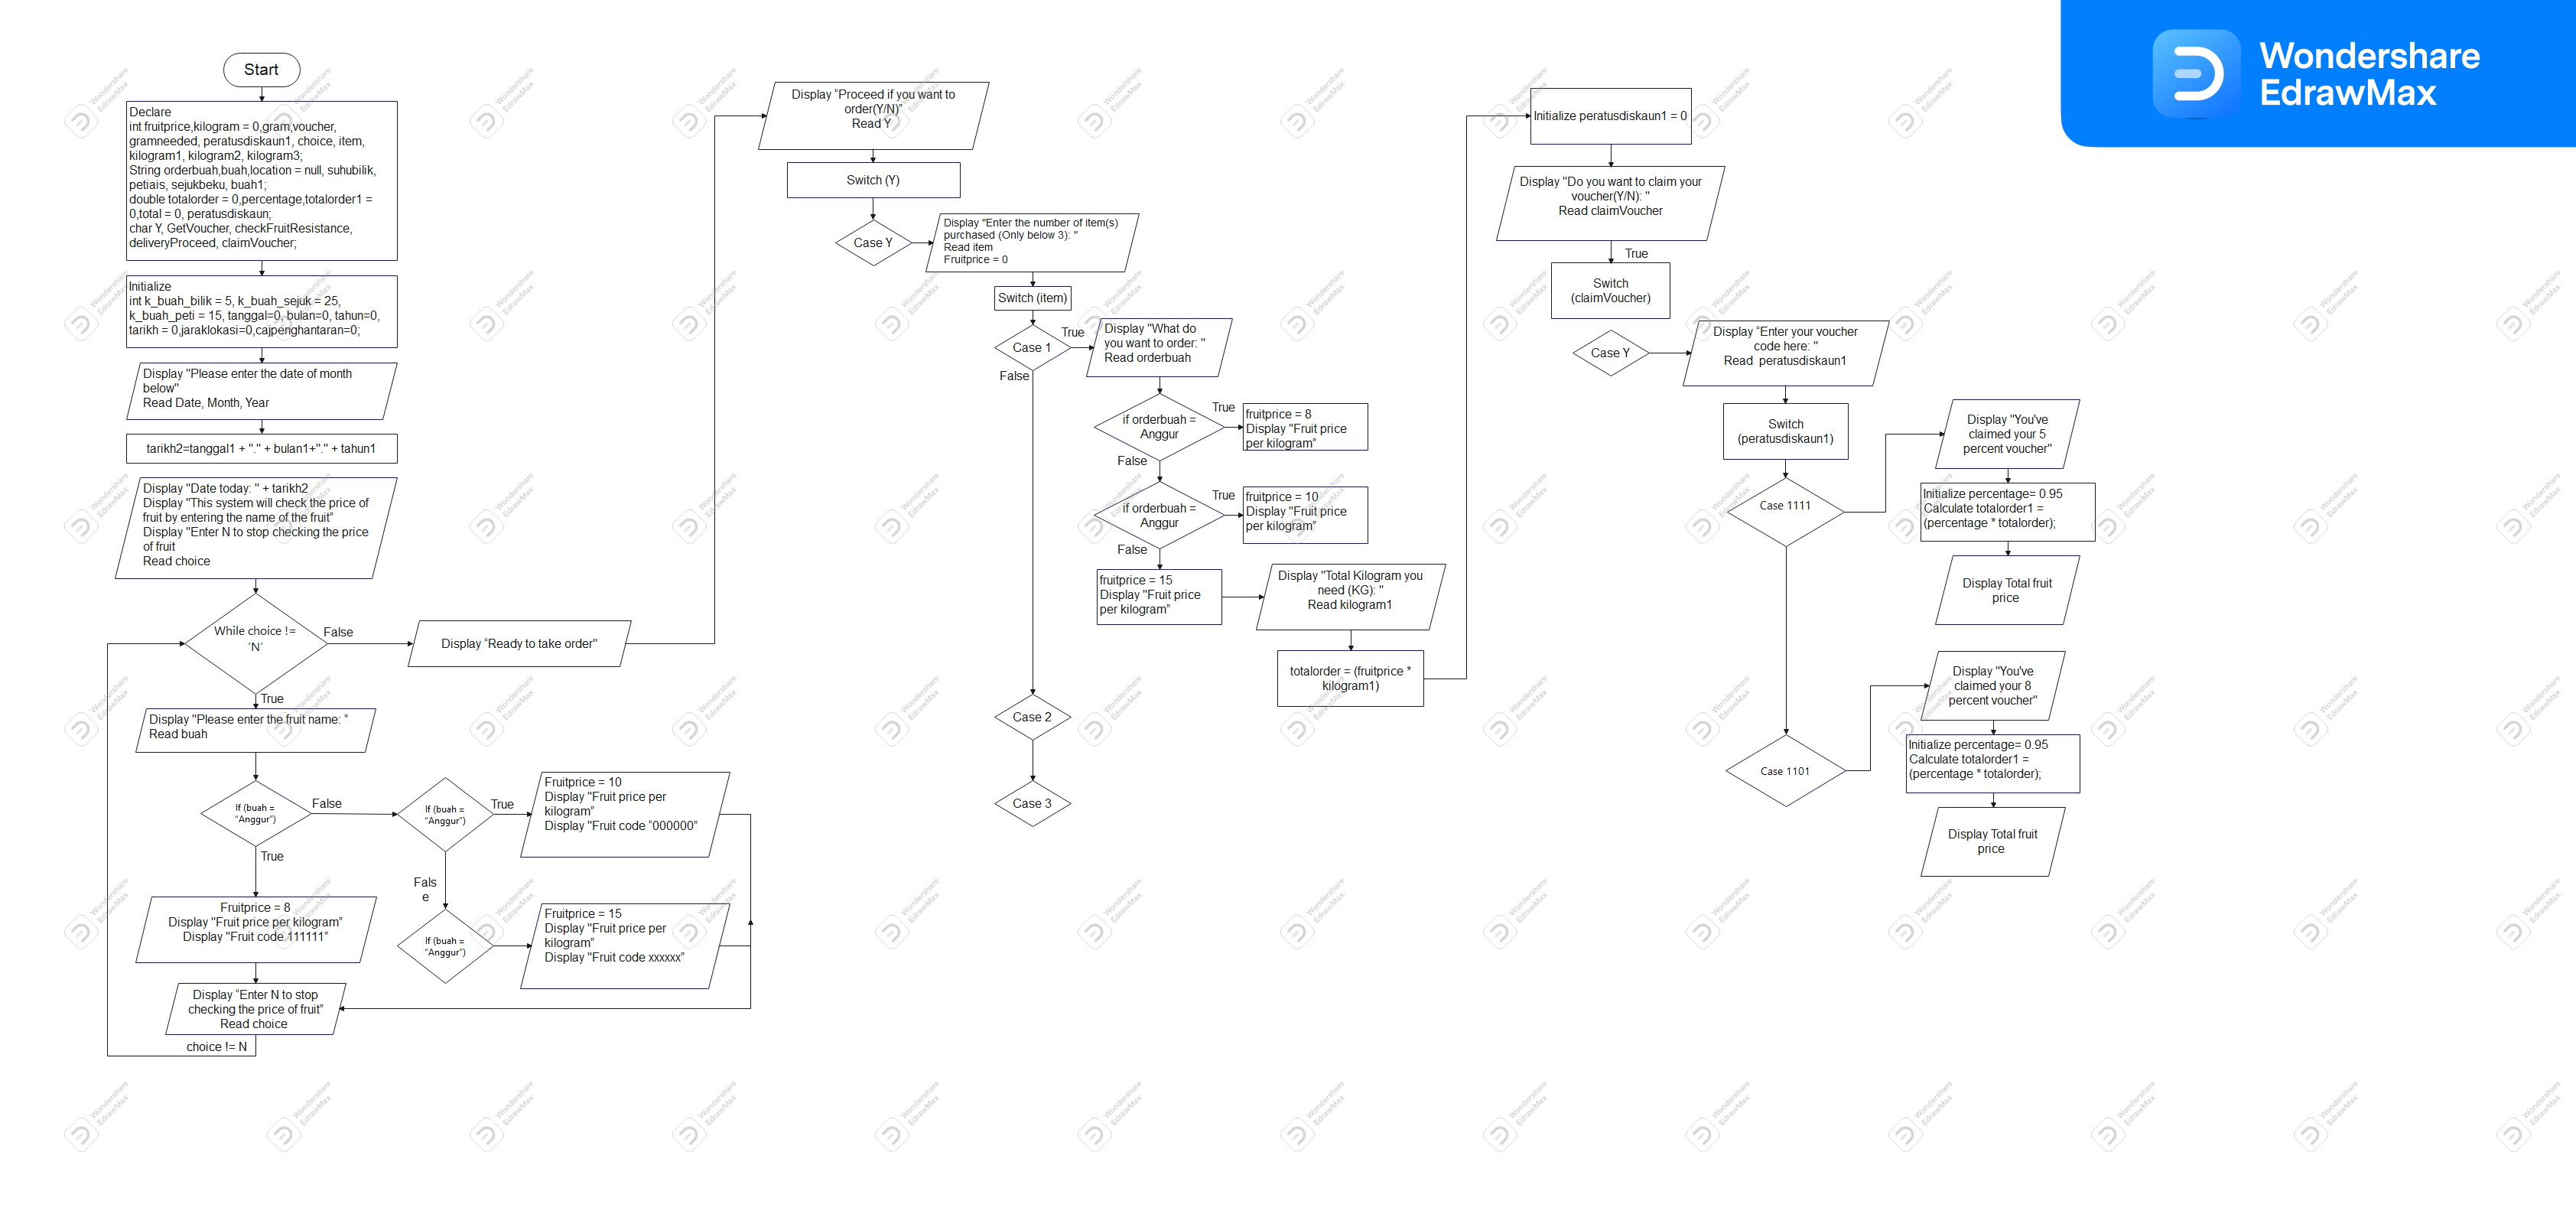 Wondershare
EdrawMax
Start
Declare
int fruitprice,kilogram = 0,gram,voucher,
gramneeded, peratusdiskaun1, choice, item,
kilogram1, kilogram2, kilogram3;
String orderbuah,buah,location = null, suhubilik,
petiais, sejukbeku, buah1;
double totalorder = 0,percentage,totalorder1 =
0,total = 0, peratusdiskaun;
char Y, GetVoucher, checkFruitResistance,
deliveryProceed, claimVoucher;
Initialize
int k_buah_bilik = 5, k_buah_sejuk = 25,
k_buah_peti = 15, tanggal=0, bulan=0, tahun=0,
tarikh = 0,jaraklokasi=0,cajpenghantaran=0;
Display "Please enter the date of month
below"
Read Date, Month, Year
tarikh2=tanggal1 + "." + bulan1+"." + tahun1
Display "Date today: " + tarikh2
Display "This system will check the price of
fruit by entering the name of the fruit”
Display "Enter N to stop checking the price
of fruit
Read choice
While choice !=
‘N’
False
Display “Ready to take order"
True
Display "Please enter the fruit name: ”
Read buah
If (buah =
“Anggur”)
False
True
If (buah =
“Anggur”)
True
Fruitprice = 10
Display "Fruit price per
kilogram”
Display "Fruit code “000000”
Fals
e
If (buah =
“Anggur”)
Fruitprice = 15
Display "Fruit price per
kilogram”
Display "Fruit code xxxxxx”
Fruitprice = 8
Display "Fruit price per kilogram”
Display "Fruit code 111111”
Display “Enter N to stop
checking the price of fruit”
Read choice
choice != N
Display “Proceed if you want to
order(Y/N)”
Read Y
Switch (Y)
Case Y
Display "Enter the number of item(s)
purchased (Only below 3): "
Read item
Fruitprice = 0
Switch (item)
Case 1
True
False
Display "What do
you want to order: "
Read orderbuah
if orderbuah =
Anggur
True
fruitprice = 8
Display "Fruit price
per kilogram”
False
if orderbuah =
Anggur
True
fruitprice = 10
Display "Fruit price
per kilogram”
False
fruitprice = 15
Display "Fruit price
per kilogram”
Display "Total Kilogram you
need (KG): "
Read kilogram1
totalorder = (fruitprice *
kilogram1)
Case 2
Case 3
Initialize peratusdiskaun1 = 0
Display "Do you want to claim your
voucher(Y/N): "
Read claimVoucher
True
Switch
(claimVoucher)
Case Y
Display “Enter your voucher
code here: "
Read peratusdiskaun1
Switch
(peratusdiskaun1)
Case 1111
Display "You've
claimed your 5
percent voucher"
Initialize percentage= 0.95
Calculate totalorder1 =
(percentage * totalorder);
Display Total fruit
price
Case 1101
Display "You've
claimed your 8
percent voucher"
Initialize percentage= 0.95
Calculate totalorder1 =
(percentage * totalorder);
Display Total fruit
price